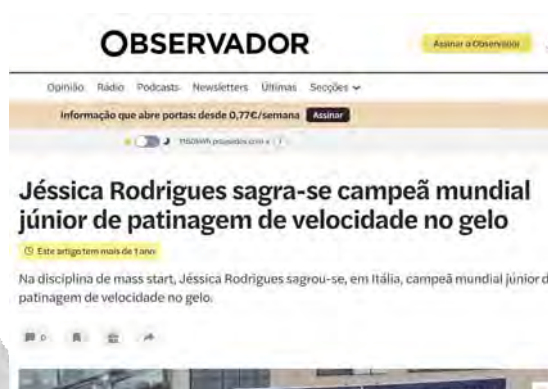 OBSERVADOR
Assinar o Observador
Opinião Rádio Podcasts Newsletters Últimas Secções
Informação que abre portas: desde 0,77€/semana Assinar
Jéssica Rodrigues sagra-se campeã mundial
júnior de patinagem de velocidade no gelo
Este artigo tem mais de 1 ano
Na disciplina de mass start, Jéssica Rodrigues sagrou-se, em Itália, campeã mundial júnior d
patinagem de velocidade no gelo.
0